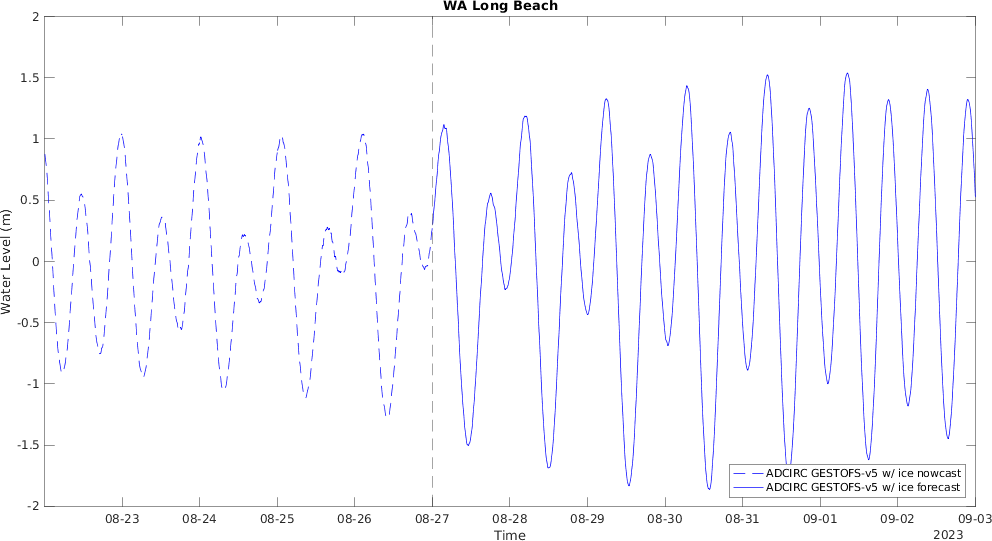 WA Long Beach
Water Level (m)
2
1.5
1
0.5
0
-0.5
-1
-1.5
-2
ADCIRC GESTOFS-v5 w/ ice nowcast
ADCIRC GESTOFS-v5 w/ ice forecast
08-23 08-24 08-25 08-26 08-27 08-28 08-29 08-30 08-31 09-01 09-02 09-03
Time 2023